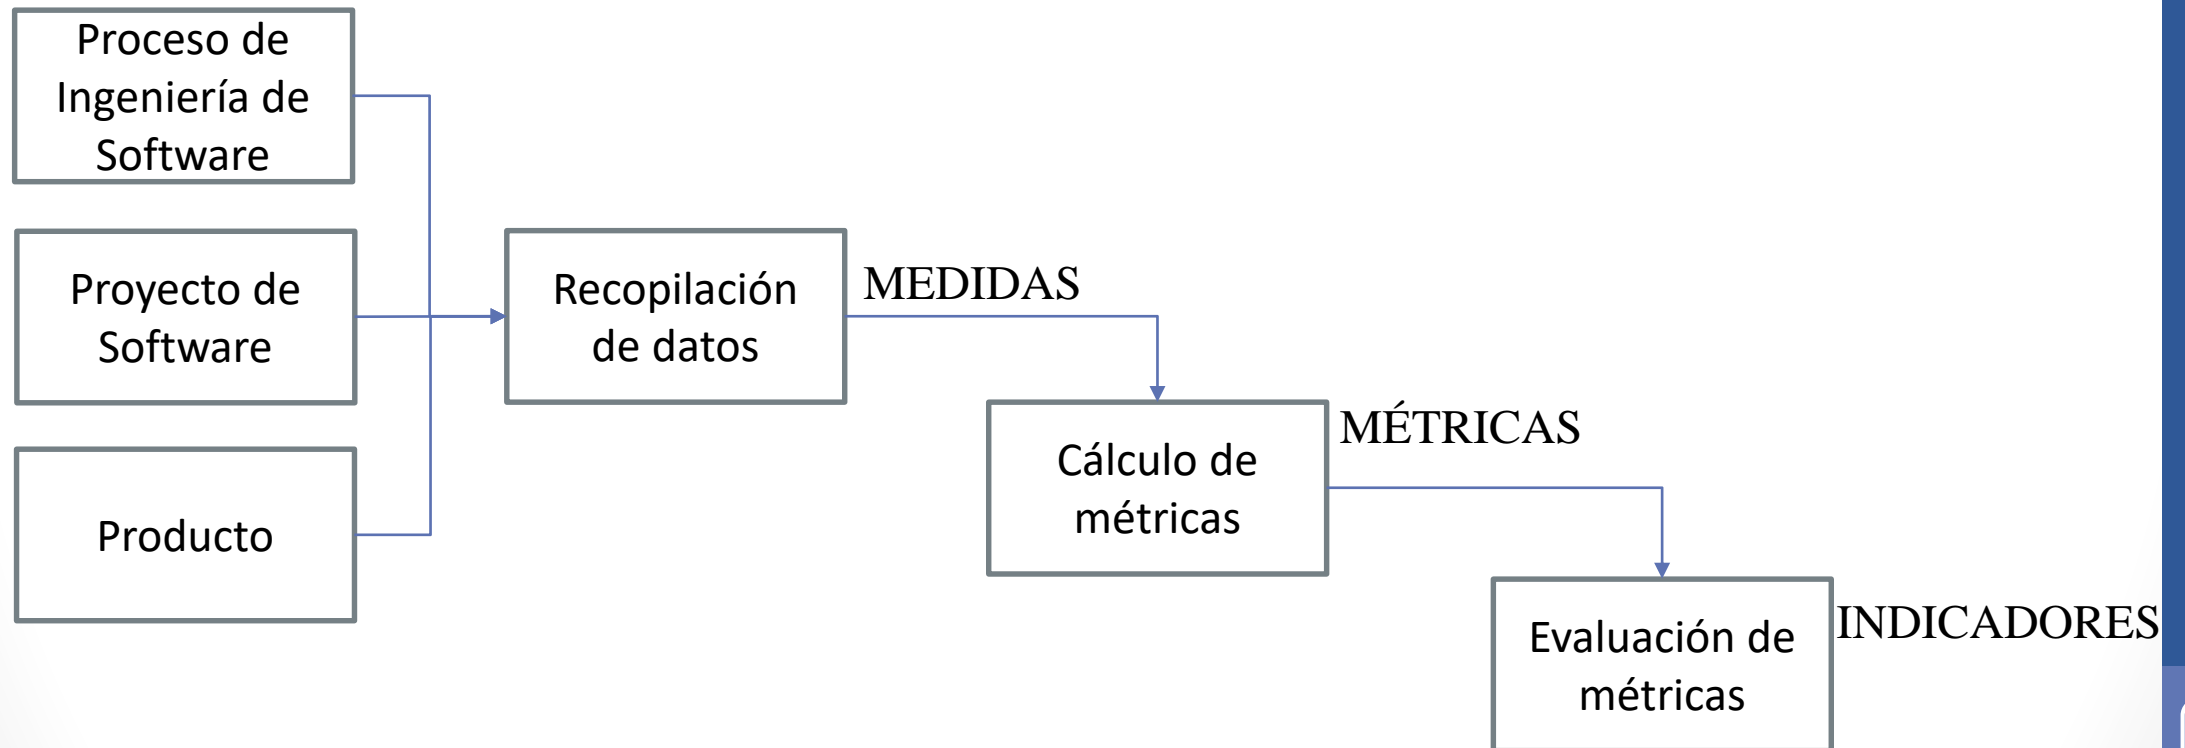 Proceso de
Ingeniería de
Software
Proyecto de
Software
Producto
Recopilación
de datos
MEDIDAS
Cálculo de
métricas
MÉTRICAS
Evaluación de
métricas
INDICADORES